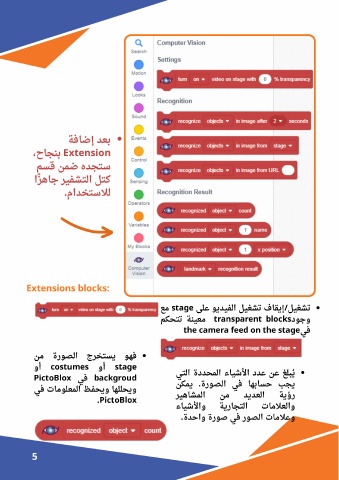 Computer Vision
Search
Settings
Motion
turn on video on stage with 0 % transparency
Looks
Recognition
Sound
recognize objects in image after 2 seconds
Events
recognize objects in image from stage
Control
recognize objects in image from URL
Sensing
Recognition Result
Operators
recognized object count
Variables
recognized object 1 name
My Blocks
recognized object 1 x position
Computer Vision
landmark recognition result
• بعد إضافة
Extension بنجاح،
ستجده ضمن قسم
كتل التشفير جاهزًا
للاستخدام.
Extensions blocks:
• تشغيل/إيقاف تشغيل الفيديو على stage مع
وجودtransparent blocks معينة تتحكم
فيthe camera feed on the stage
turn on video on stage with 0 % transparency
recognize objects in image from stage
• فهو يستخرج الصورة من
stage أو costumes أو
backgroud في PictoBlox
ويحللها ويحفظ المعلومات في
PictoBlox.
• يُبلغ عن عدد الأشياء المحددة التي
يجب حسابها في الصورة. يمكن
رؤية العديد من المشاهير
والعلامات التجارية والأشياء
وعلامات الصور في صورة واحدة.
recognized object count
5